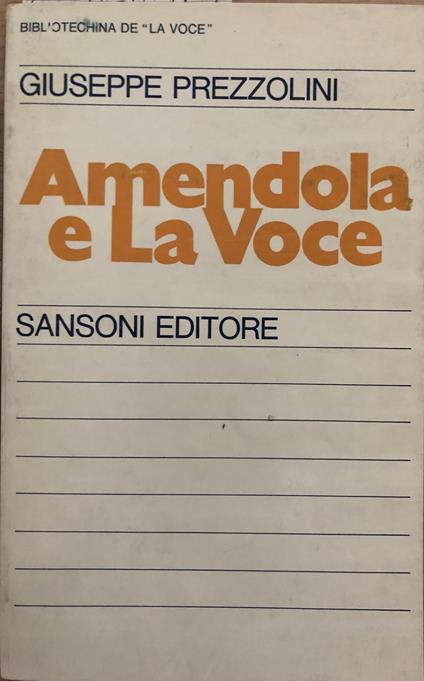 BIBLIOTECHINA DE "LA VOCE"
GIUSEPPE PREZZOLINI
Amendola
e La Voce
SANSONI EDITORE